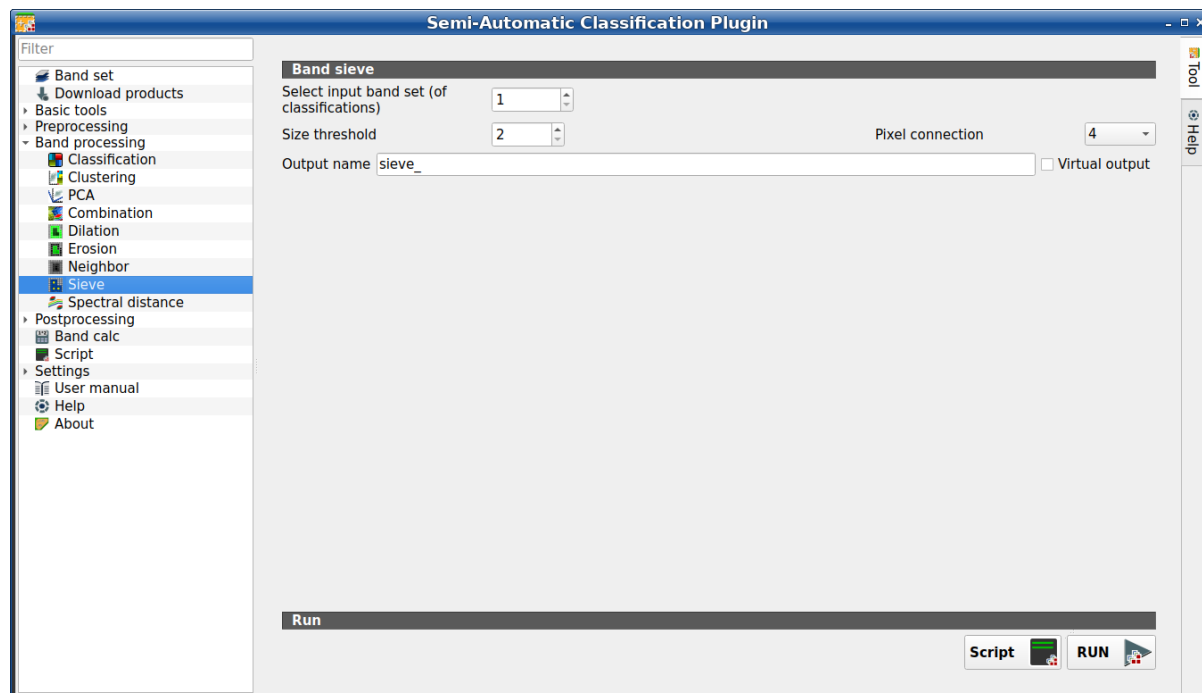 Semi-Automatic Classification Plugin
Filter
Band set
Download products
Basic tools
Preprocessing
Band processing
Classification
Clustering
PCA
Combination
Dilation
Erosion
Neighbor
Sieve
Spectral distance
Postprocessing
Band calc
Script
Settings
User manual
Help
About
Band sieve
Select input band set (of
classifications)
1
Size threshold
2
Pixel connection
4
Output name
sieve_
Virtual output
Run
Script
RUN
Tool
Help